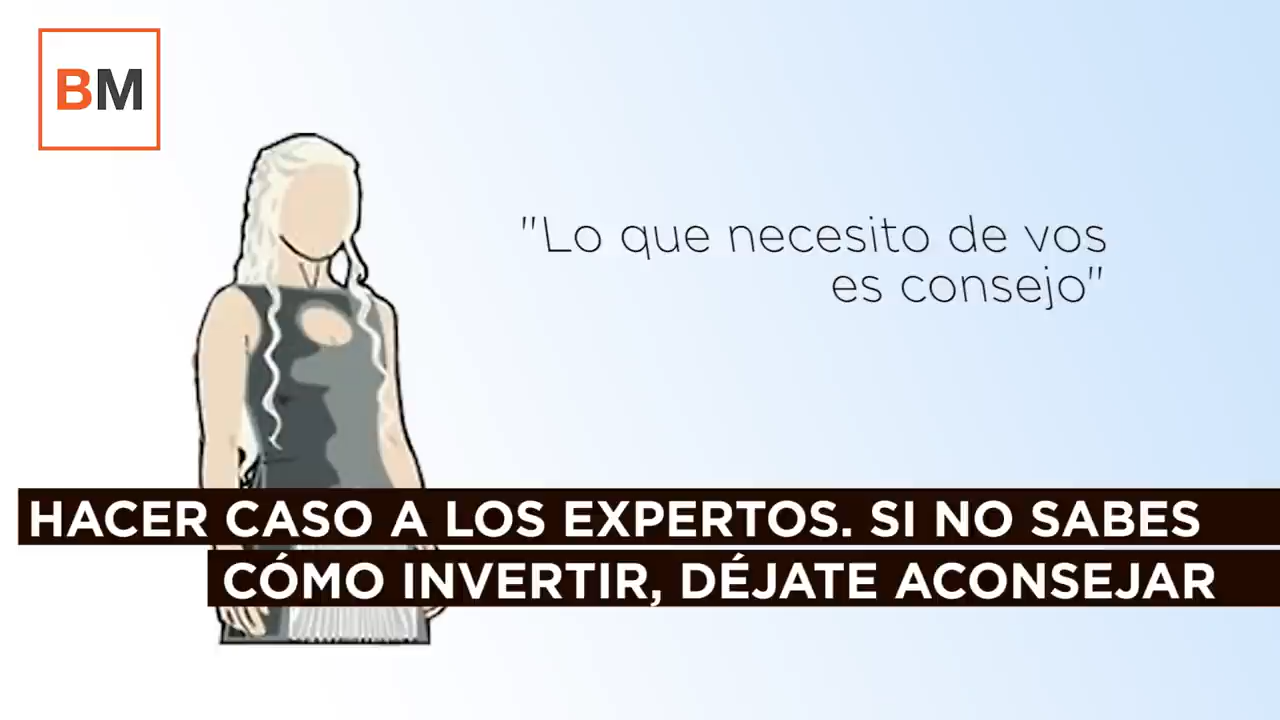 BM
"Lo que necesito de vos
es consejo"
HACER CASO A LOS EXPERTOS. SI NO SABES
CÓMO INVERTIR, DÉJATE ACONSEJAR